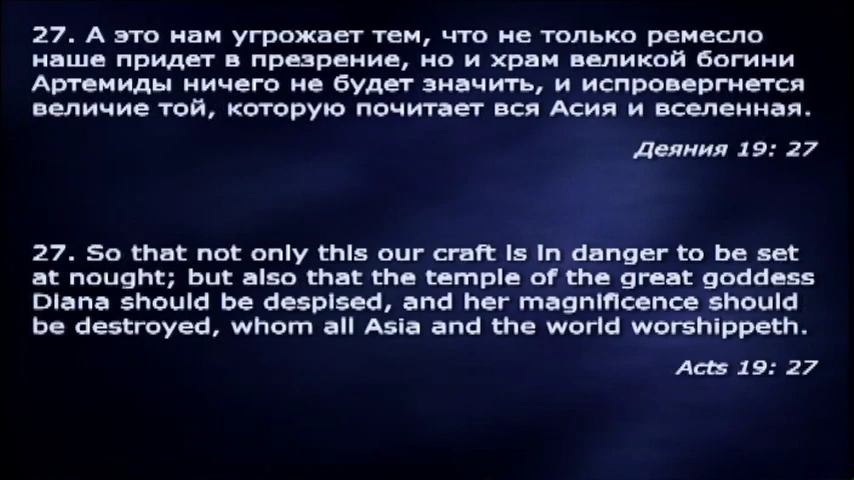 27. А это нам угрожает тем, что не только ремесло
наше придет в презрение, но и храм великой богини
Артемиды ничего не будет значить, и испровергнется
величие той, которую почитает вся Асия и вселенная.
Деяния 19: 27
27. So that not only this our craft is in danger to be set
at nought; but also that the temple of the great goddess
Diana should be despised, and her magnificence should
be destroyed, whom all Asia and the world worshippeth.
Acts 19: 27